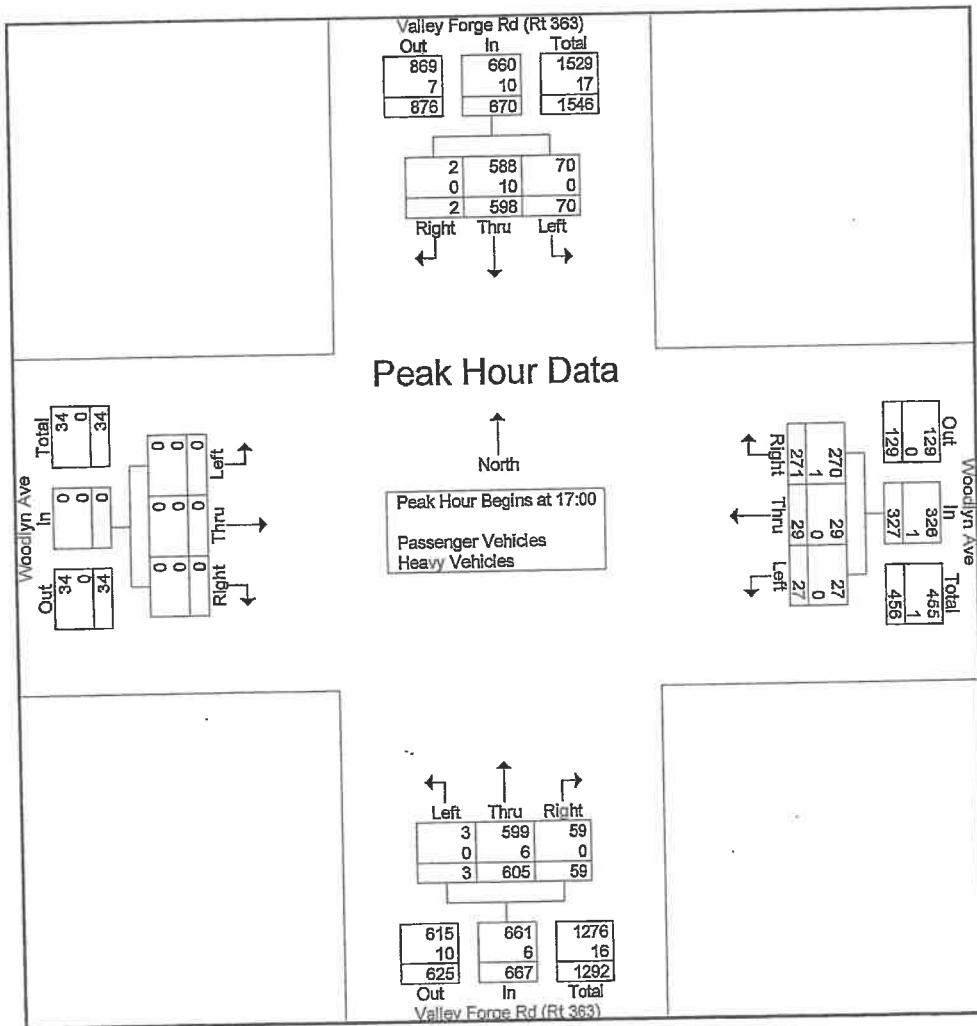 Valley Forge Rd (Rt 363)
Out In Total
869 660 1529
7 10 17
876 670 1546
2 588 70
0 10 0
2 598 70
Right Thru Left
Peak Hour Data
North
Peak Hour Begins at 17:00
Passenger Vehicles
Heavy Vehicles
Woodlyn Ave
Total In Out
34 0 34
0 0 0
34 0 34
Left Thru Right
0 0 0
0 0 0
0 0 0
Woodlyn Ave
Out In Total
129 326 455
0 1 1
129 327 456
270 29 27
1 0 0
271 29 27
Right Thru Left
Left Thru Right
3 599 59
0 6 0
3 605 59
615 661 1276
10 6 16
625 667 1292
Out In Total
Valley Forge Rd (Rt 363)